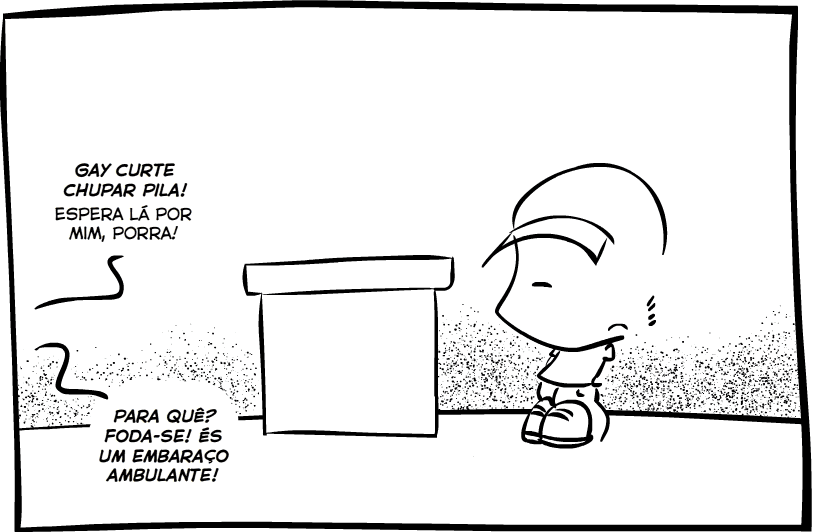 GAY CURTE
CHUPAR PILA!
ESPERA LÁ POR
MIM, PORRA!
PARA QUÊ?
FODA-SE! ÉS
UM EMBARAÇO
AMBULANTE!